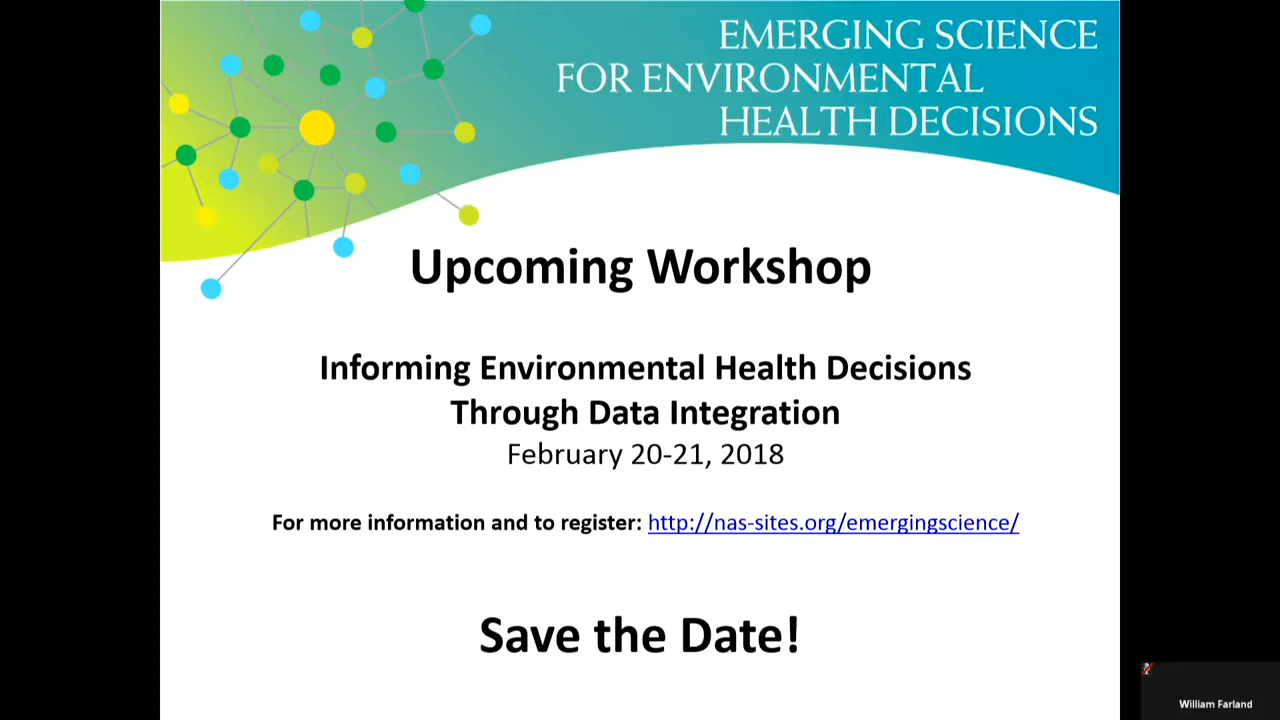 EMERGING SCIENCE
FOR ENVIRONMENTAL
HEALTH DECISIONS
Upcoming Workshop
Informing Environmental Health Decisions
Through Data Integration
February 20-21, 2018
For more information and to register: http://nas-sites.org/emergingscience/
Save the Date!
William Farland